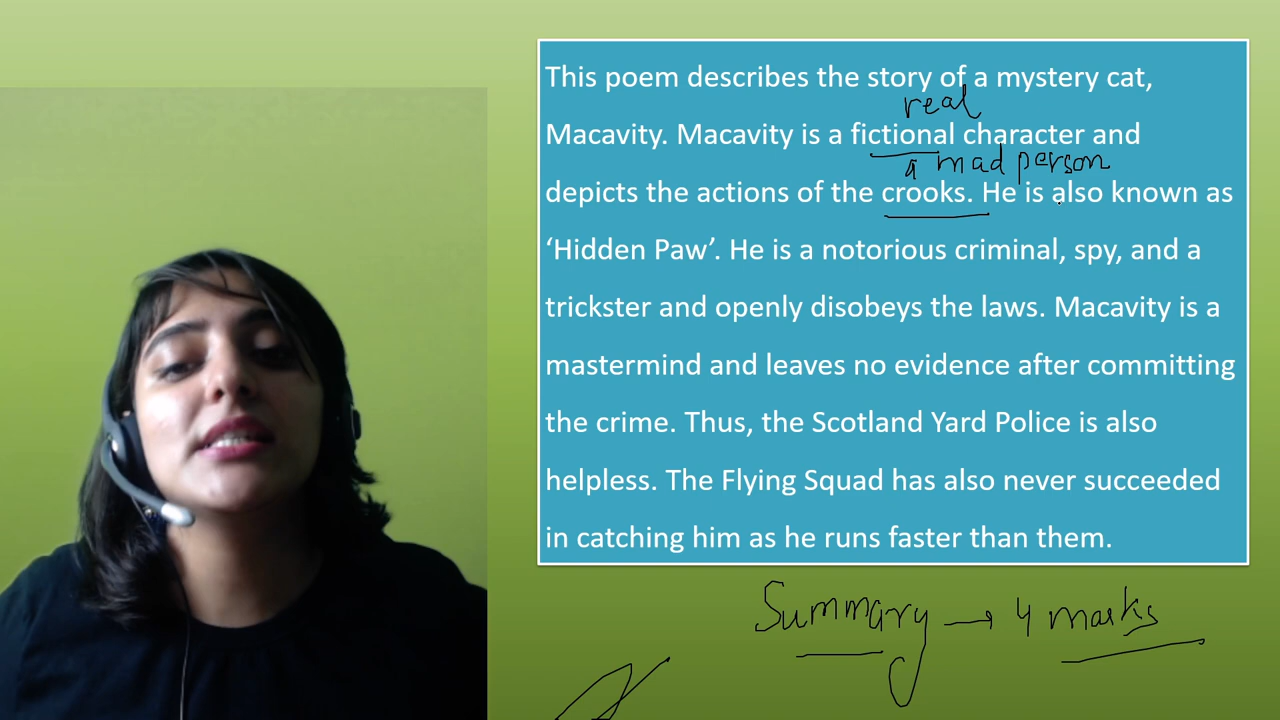 This poem describes the story of a mystery cat,
real
Macavity. Macavity is a fictional character and
a mad person
depicts the actions of the crooks. He is also known as
‘Hidden Paw’. He is a notorious criminal, spy, and a
trickster and openly disobeys the laws. Macavity is a
mastermind and leaves no evidence after committing
the crime. Thus, the Scotland Yard Police is also
helpless. The Flying Squad has also never succeeded
in catching him as he runs faster than them.
Summary → 4 marks